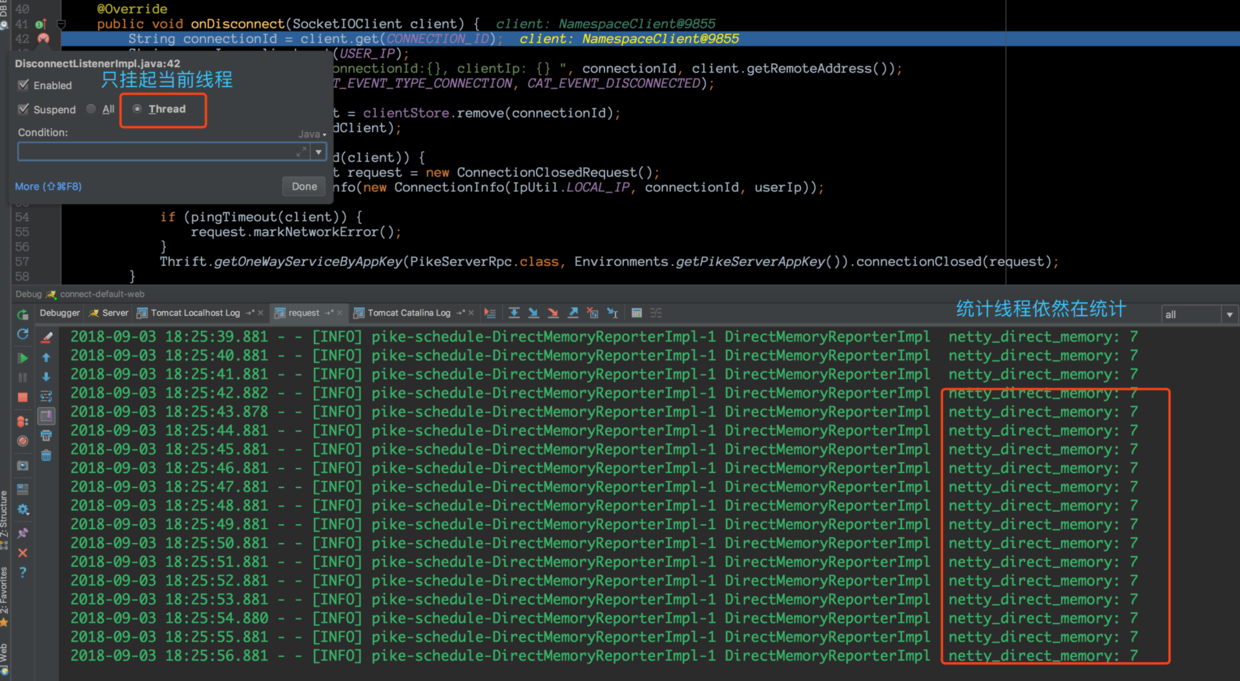 40 @Override
41 public void onDisconnect(SocketIOClient client) { client: NamespaceClient@9855
42 String connectionId = client.get(CONNECTION_ID); client: NamespaceClient@9855
(USER_IP);
DisconnectListenerImpl.java:42
只挂起当前线程
onnectionId:{}, clientIp: {} ", connectionId, client.getRemoteAddress());
Enabled
T_EVENT_TYPE_CONNECTION, CAT_EVENT_DISCONNECTED);
Suspend All Thread
t = clientStore.remove(connectionId);
Condition:
Java
dClient);
d(client)) {
t request = new ConnectionClosedRequest();
More (⇧⌘F8)
Done
nfo(new ConnectionInfo(IpUtil.LOCAL_IP, connectionId, userIp));
54 if (pingTimeout(client)) {
55 request.markNetworkError();
56 }
57 Thrift.getOneWayServiceByAppKey(PikeServerRpc.class, Environments.getPikeServerAppKey()).connectionClosed(request);
58 }
Debug connect-default-web
Debugger Server Tomcat Localhost Log request Tomcat Catalina Log
统计线程依然在统计
all
2018-09-03 18:25:39.881 - - [INFO] pike-schedule-DirectMemoryReporterImpl-1 DirectMemoryReporterImpl netty_direct_memory: 7
2018-09-03 18:25:40.881 - - [INFO] pike-schedule-DirectMemoryReporterImpl-1 DirectMemoryReporterImpl netty_direct_memory: 7
2018-09-03 18:25:41.881 - - [INFO] pike-schedule-DirectMemoryReporterImpl-1 DirectMemoryReporterImpl netty_direct_memory: 7
2018-09-03 18:25:42.882 - - [INFO] pike-schedule-DirectMemoryReporterImpl-1 DirectMemoryReporterImpl netty_direct_memory: 7
2018-09-03 18:25:43.878 - - [INFO] pike-schedule-DirectMemoryReporterImpl-1 DirectMemoryReporterImpl netty_direct_memory: 7
2018-09-03 18:25:44.881 - - [INFO] pike-schedule-DirectMemoryReporterImpl-1 DirectMemoryReporterImpl netty_direct_memory: 7
2018-09-03 18:25:45.881 - - [INFO] pike-schedule-DirectMemoryReporterImpl-1 DirectMemoryReporterImpl netty_direct_memory: 7
2018-09-03 18:25:46.881 - - [INFO] pike-schedule-DirectMemoryReporterImpl-1 DirectMemoryReporterImpl netty_direct_memory: 7
2018-09-03 18:25:47.881 - - [INFO] pike-schedule-DirectMemoryReporterImpl-1 DirectMemoryReporterImpl netty_direct_memory: 7
2018-09-03 18:25:48.881 - - [INFO] pike-schedule-DirectMemoryReporterImpl-1 DirectMemoryReporterImpl netty_direct_memory: 7
2018-09-03 18:25:49.881 - - [INFO] pike-schedule-DirectMemoryReporterImpl-1 DirectMemoryReporterImpl netty_direct_memory: 7
2018-09-03 18:25:50.881 - - [INFO] pike-schedule-DirectMemoryReporterImpl-1 DirectMemoryReporterImpl netty_direct_memory: 7
2018-09-03 18:25:51.881 - - [INFO] pike-schedule-DirectMemoryReporterImpl-1 DirectMemoryReporterImpl netty_direct_memory: 7
2018-09-03 18:25:52.881 - - [INFO] pike-schedule-DirectMemoryReporterImpl-1 DirectMemoryReporterImpl netty_direct_memory: 7
2018-09-03 18:25:53.881 - - [INFO] pike-schedule-DirectMemoryReporterImpl-1 DirectMemoryReporterImpl netty_direct_memory: 7
2018-09-03 18:25:54.880 - - [INFO] pike-schedule-DirectMemoryReporterImpl-1 DirectMemoryReporterImpl netty_direct_memory: 7
2018-09-03 18:25:55.881 - - [INFO] pike-schedule-DirectMemoryReporterImpl-1 DirectMemoryReporterImpl netty_direct_memory: 7
2018-09-03 18:25:56.881 - - [INFO] pike-schedule-DirectMemoryReporterImpl-1 DirectMemoryReporterImpl netty_direct_memory: 7
Z: Structure
2: Favorites
Web